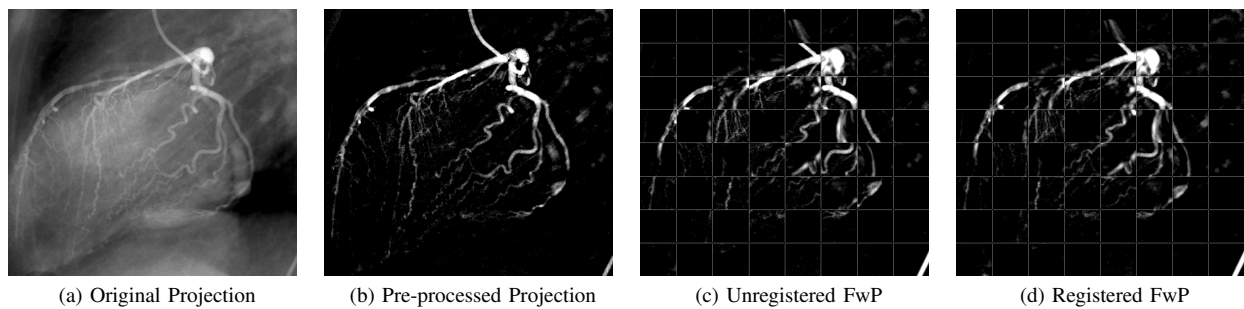 (a) Original Projection
(b) Pre-processed Projection
(c) Unregistered FwP
(d) Registered FwP